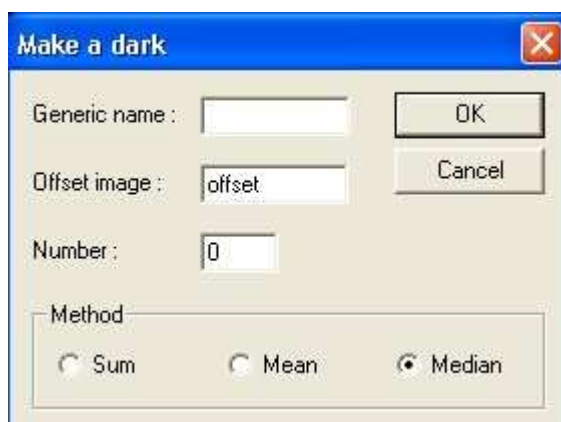 Make a dark
Generic name :
OK
Offset image : offset
Cancel
Number : 0
Method
Sum Mean Median